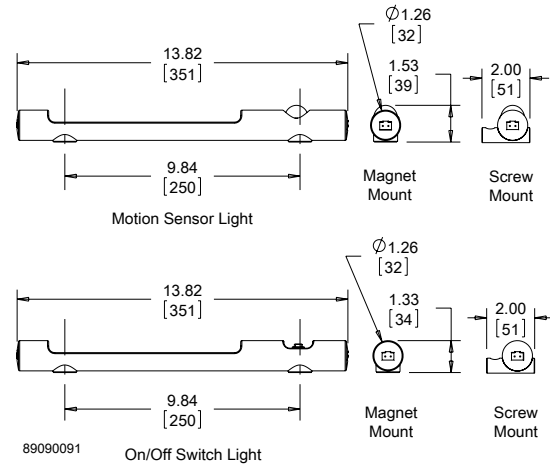 13.82
[351]
∅1.26
[32]
1.53
[39]
2.00
[51]
9.84
[250]
Magnet
Mount
Screw
Mount
Motion Sensor Light
13.82
[351]
∅1.26
[32]
1.33
[34]
2.00
[51]
9.84
[250]
Magnet
Mount
Screw
Mount
89090091
On/Off Switch Light